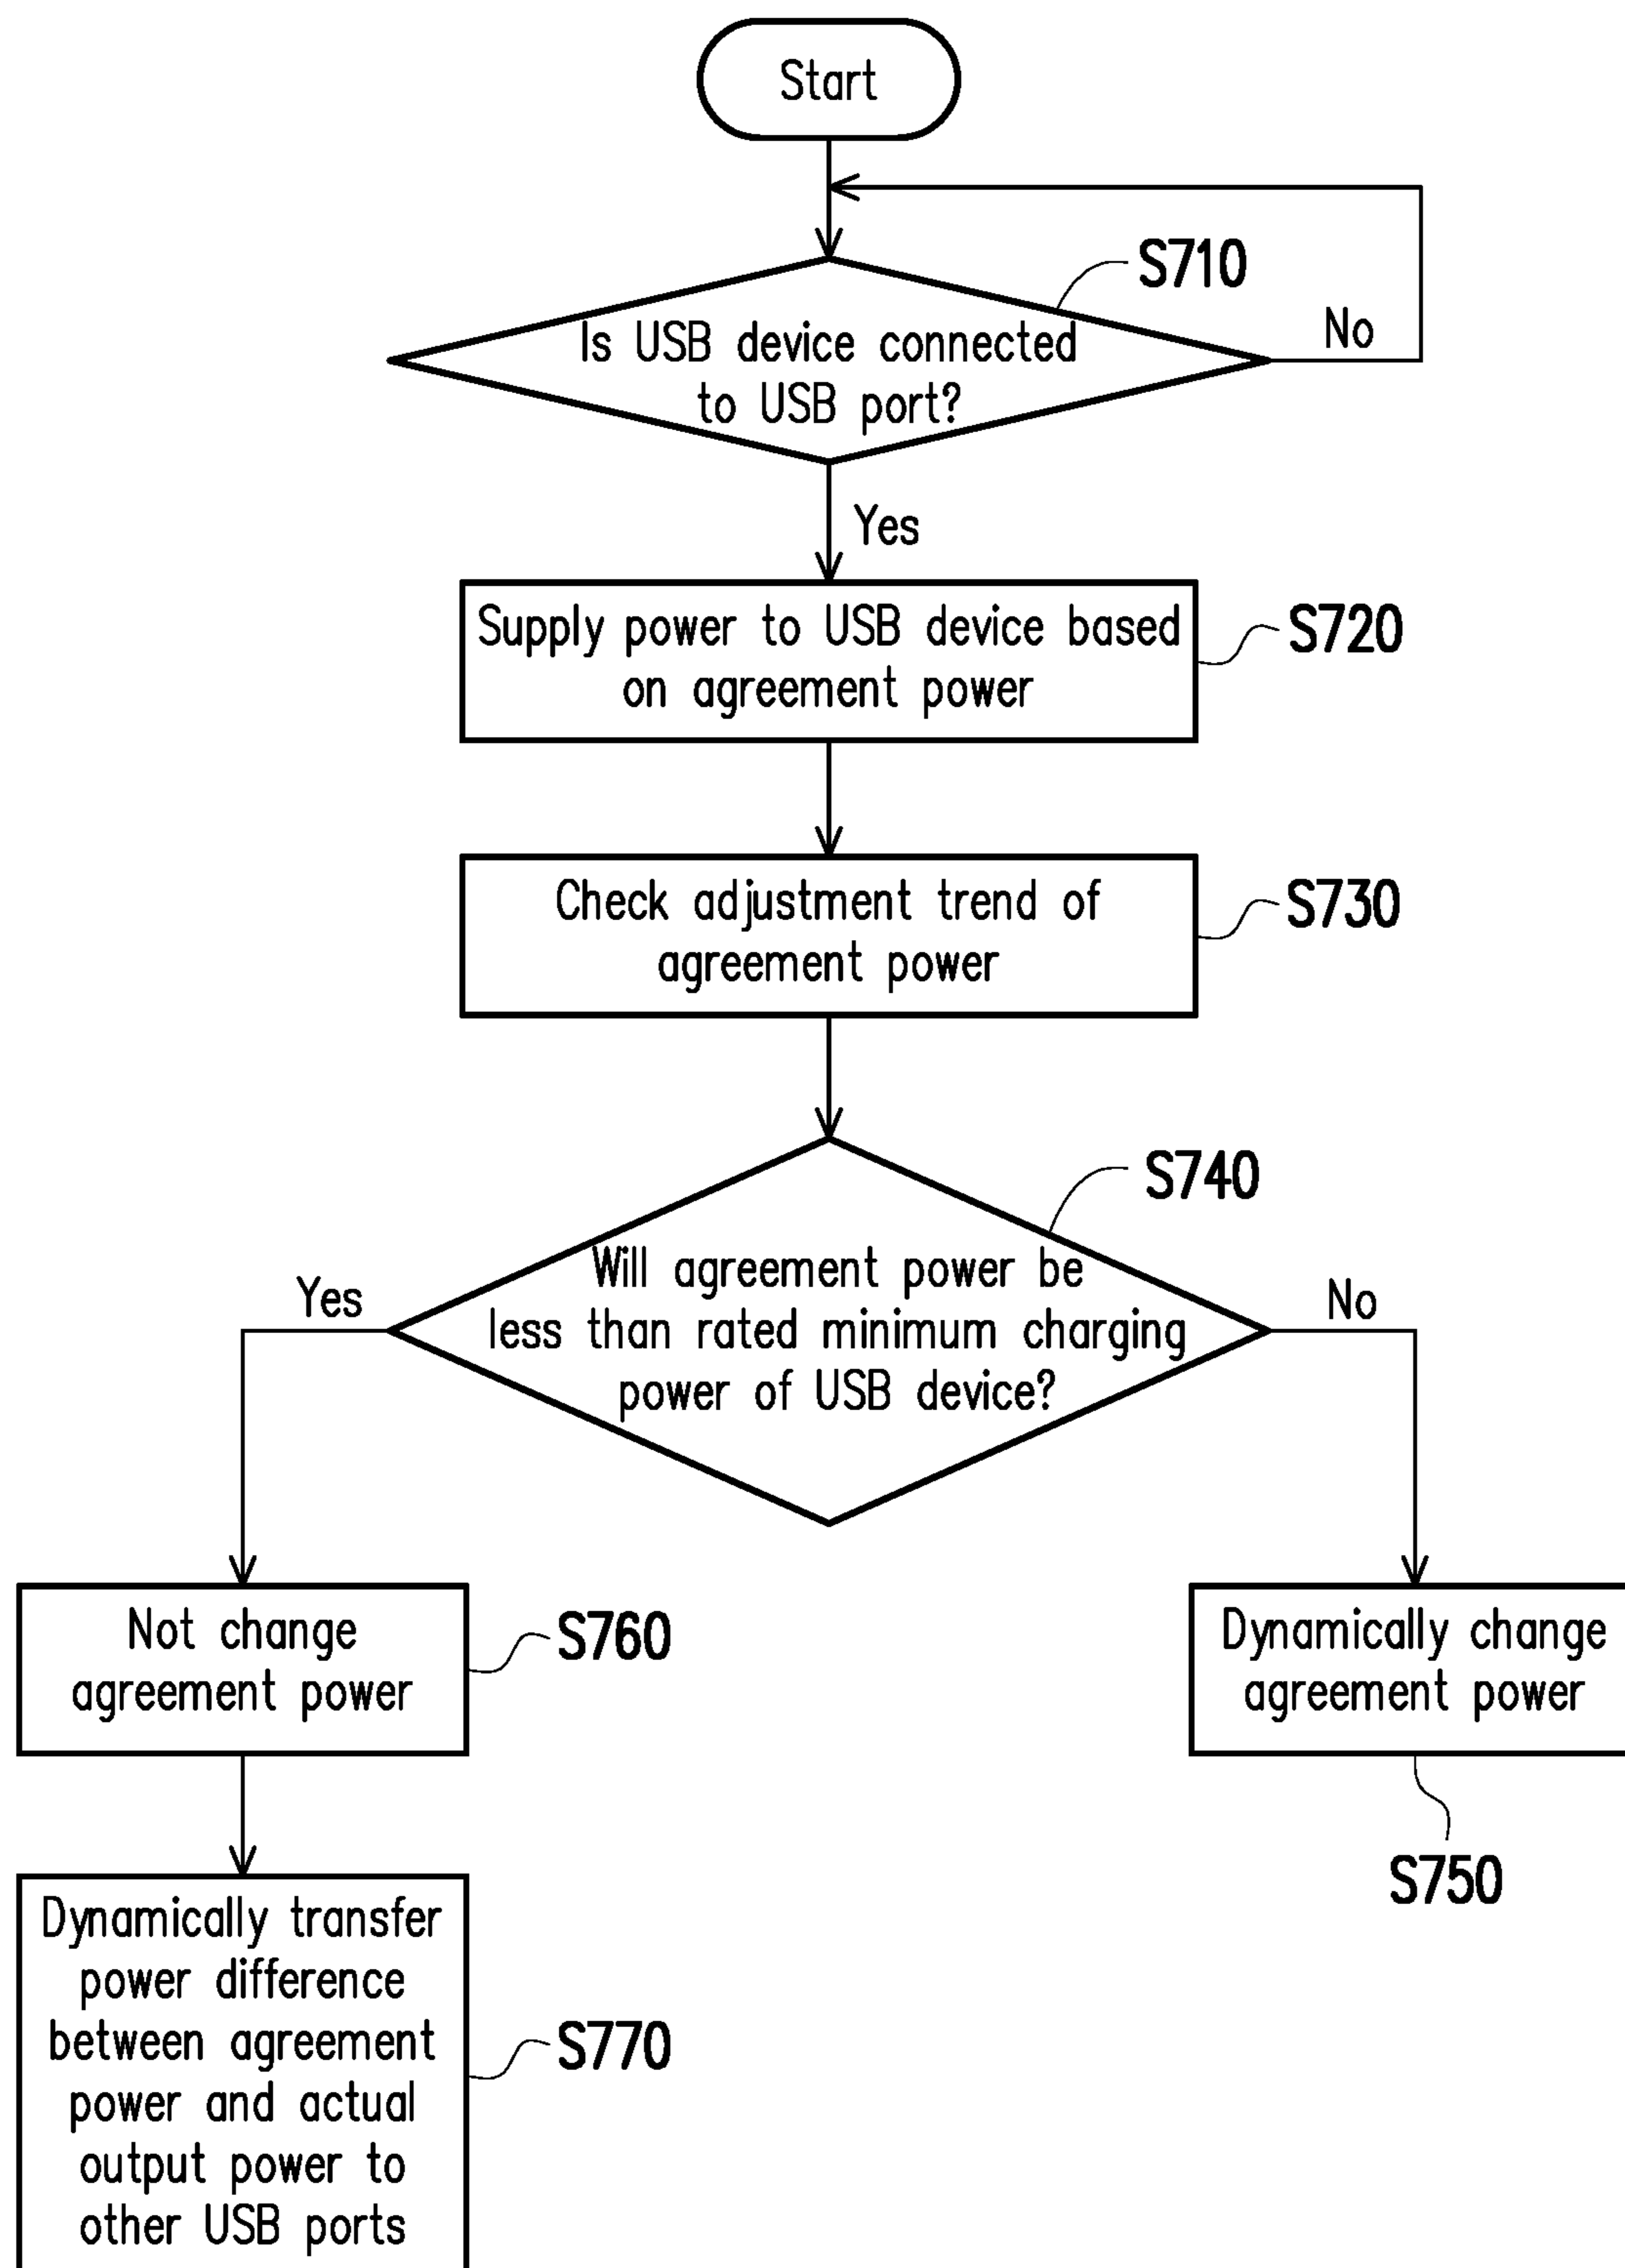 Start
S710
Is USB device connected
to USB port?
No
Yes
Supply power to USB device based
on agreement power
S720
Check adjustment trend of
agreement power
S730
S740
Will agreement power be
less than rated minimum charging
power of USB device?
Yes
No
Not change
agreement power
S760
Dynamically change
agreement power
S750
Dynamically transfer
power difference
between agreement
power and actual
output power to
other USB ports
S770